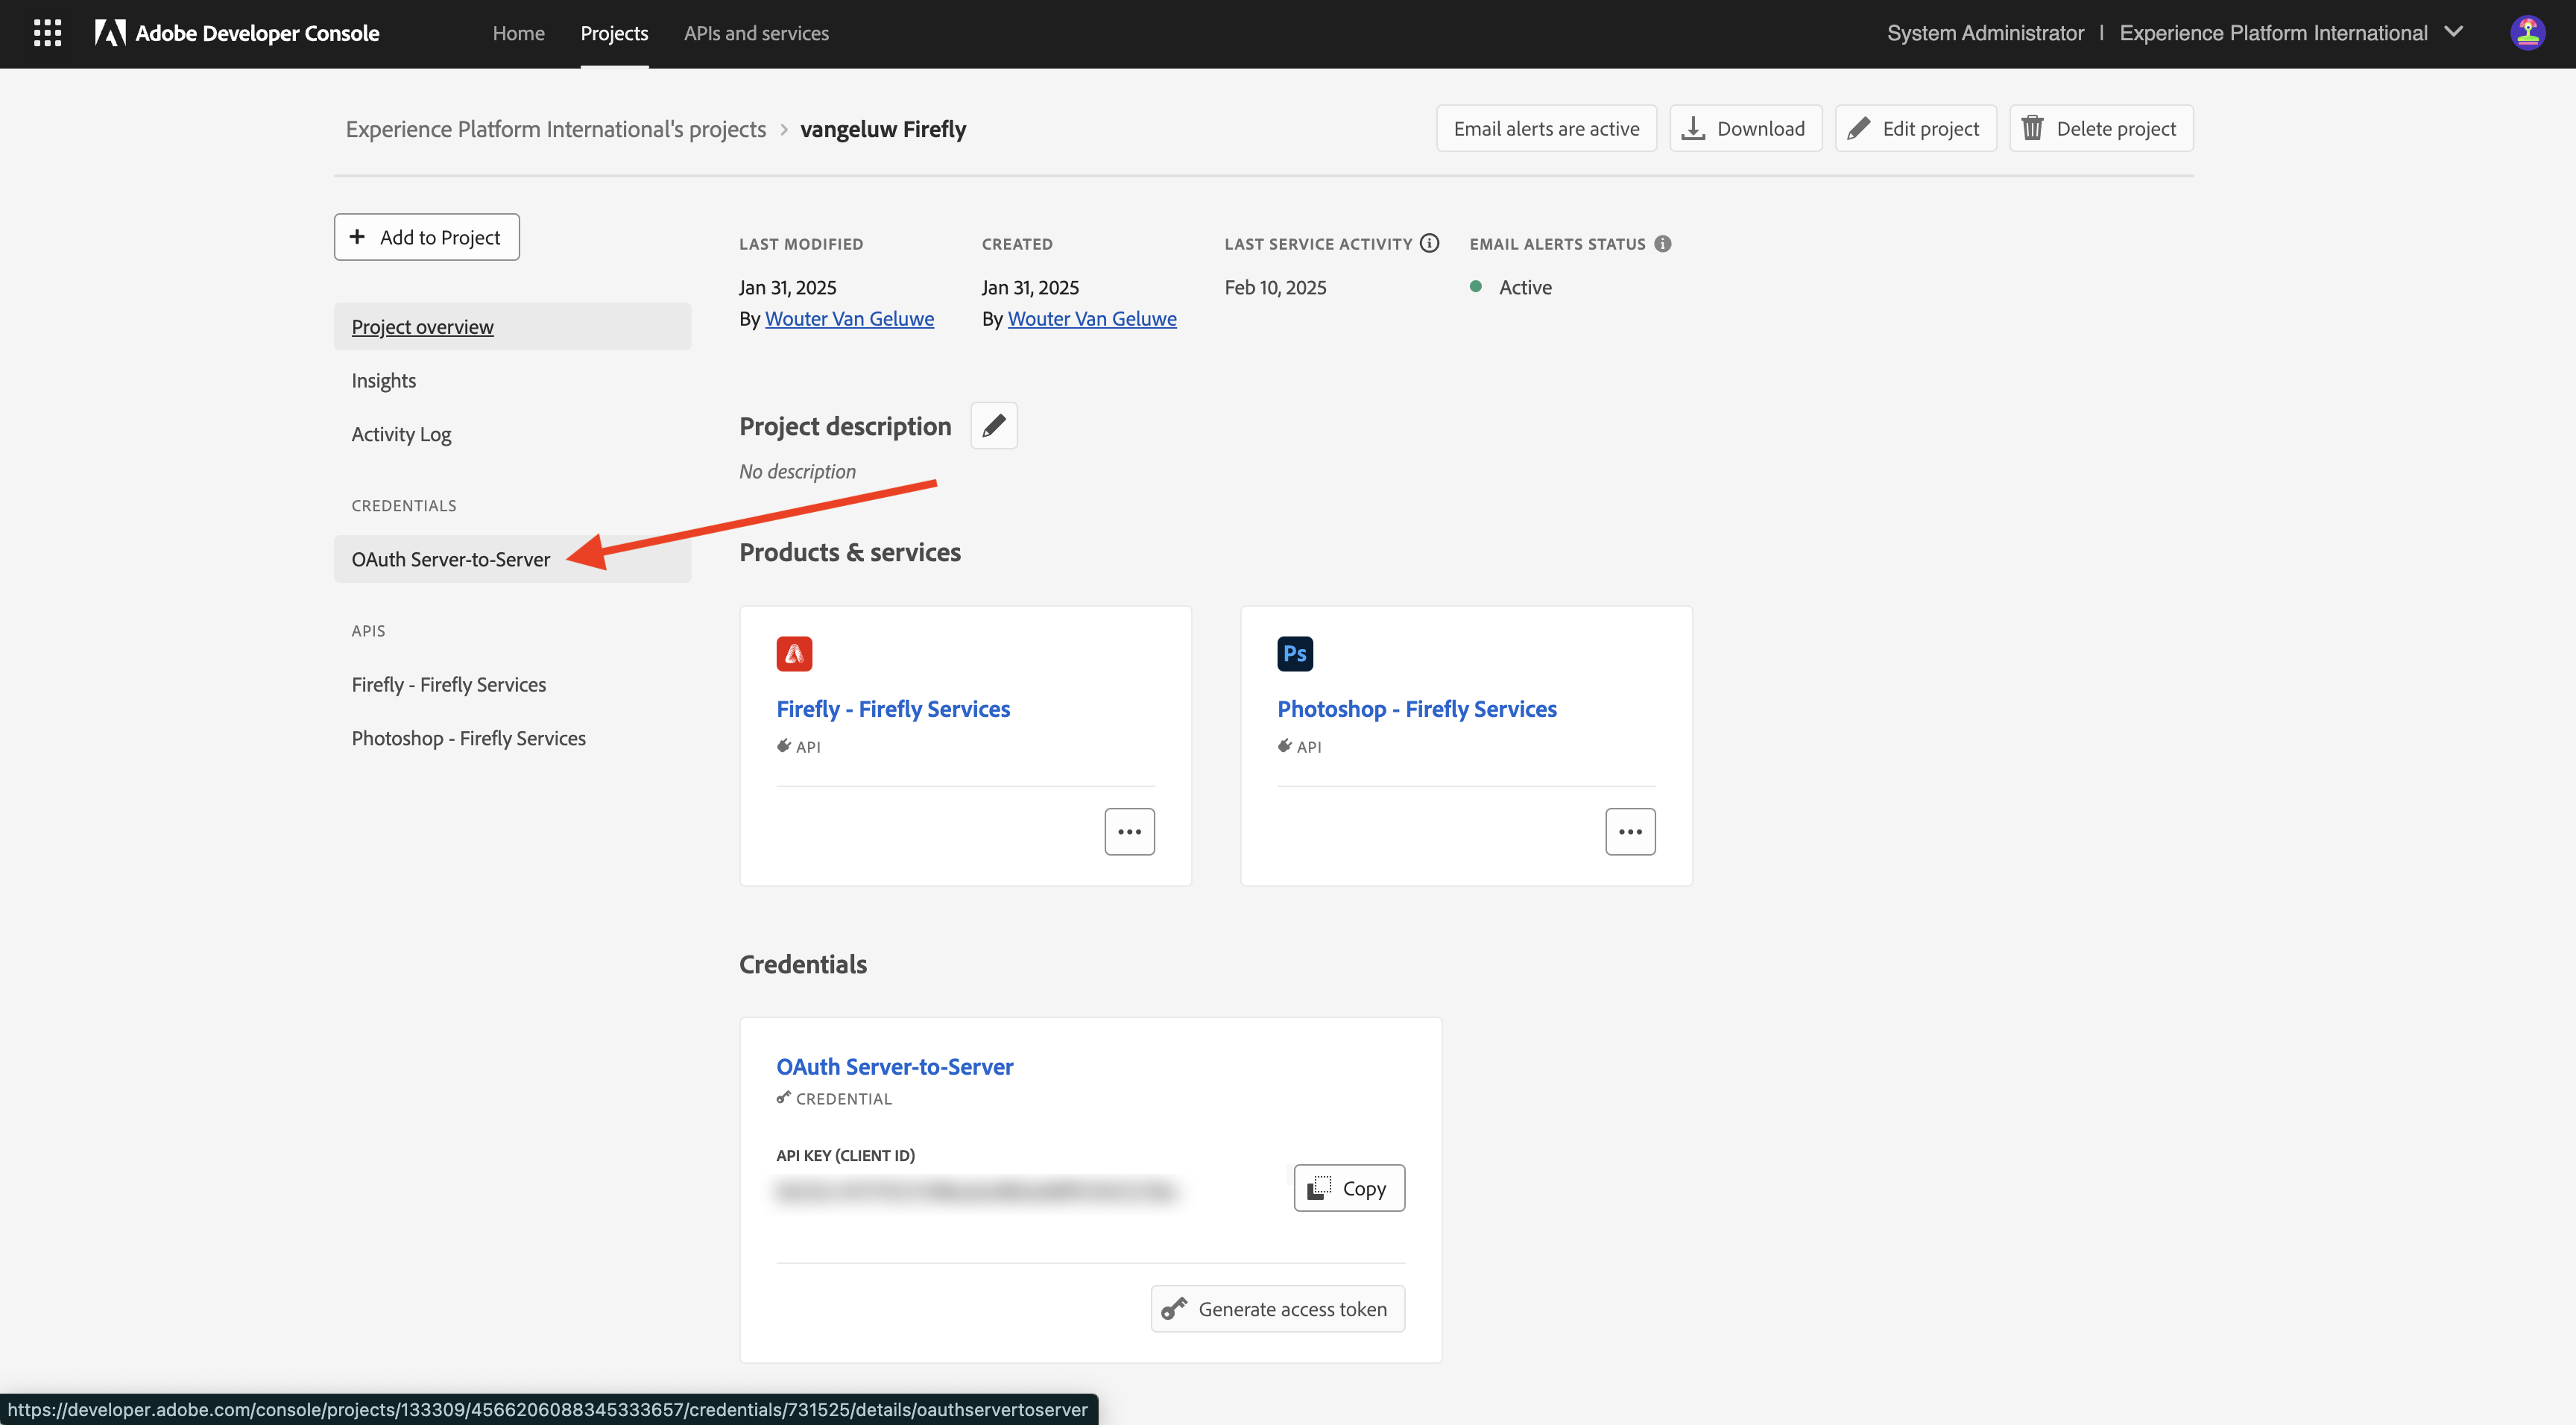 Adobe Developer Console
Home
Projects
APIs and services
System Administrator | Experience Platform International
Experience Platform International's projects > vangeluw Firefly
Email alerts are active
Download
Edit project
Delete project
+ Add to Project
Project overview
Insights
Activity Log
CREDENTIALS
OAuth Server-to-Server
APIS
Firefly - Firefly Services
Photoshop - Firefly Services
LAST MODIFIED
Jan 31, 2025
By Wouter Van Geluwe
CREATED
Jan 31, 2025
By Wouter Van Geluwe
LAST SERVICE ACTIVITY
Feb 10, 2025
EMAIL ALERTS STATUS
Active
Project description
No description
Products & services
Firefly - Firefly Services
API
Ps
Photoshop - Firefly Services
API
Credentials
OAuth Server-to-Server
CREDENTIAL
API KEY (CLIENT ID)
Copy
Generate access token
https://developer.adobe.com/console/projects/133309/4566206088345333657/credentials/731525/details/oauthservertoserver